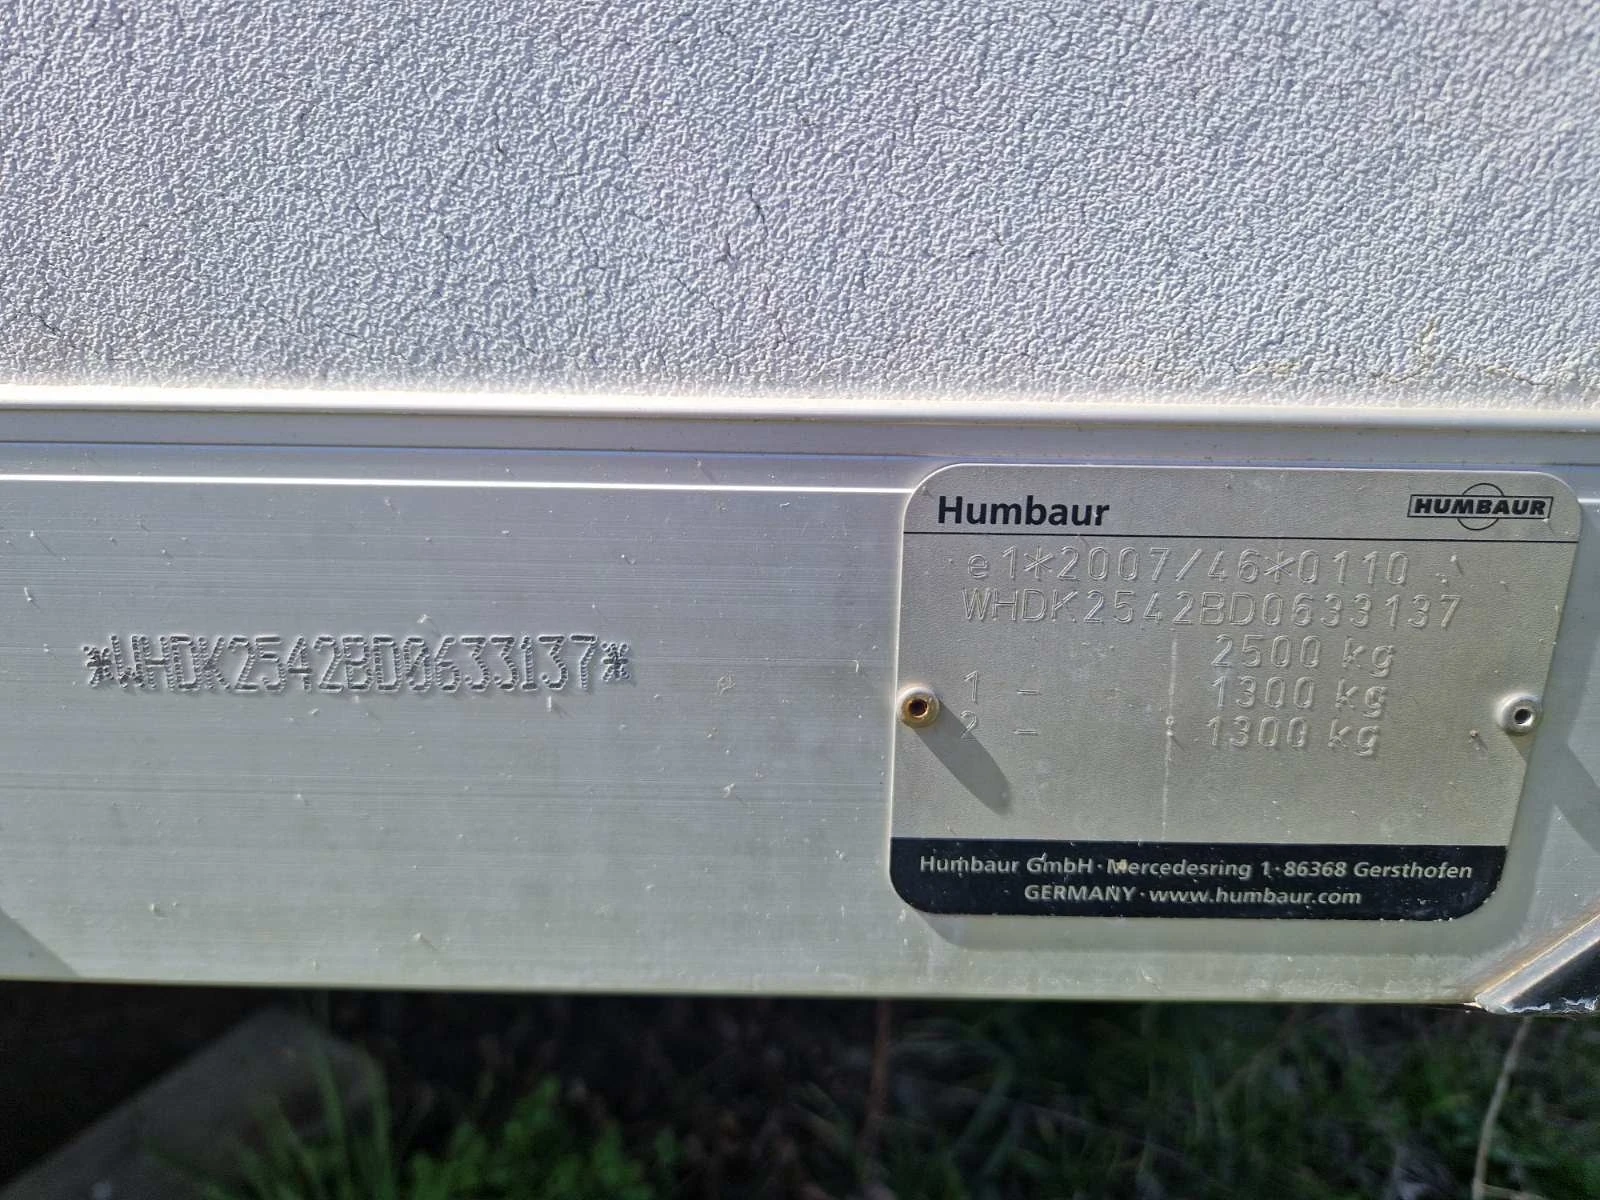 *WHDK2542BD0633137*
Humbaur
HUMBAUR
e1*2007/46*0110
WHDK2542BD0633137
2500 kg
1 - 1300 kg
2 - 1300 kg
Humbaur GmbH · Mercedesring 1 · 86368 Gersthofen
GERMANY · www.humbaur.com